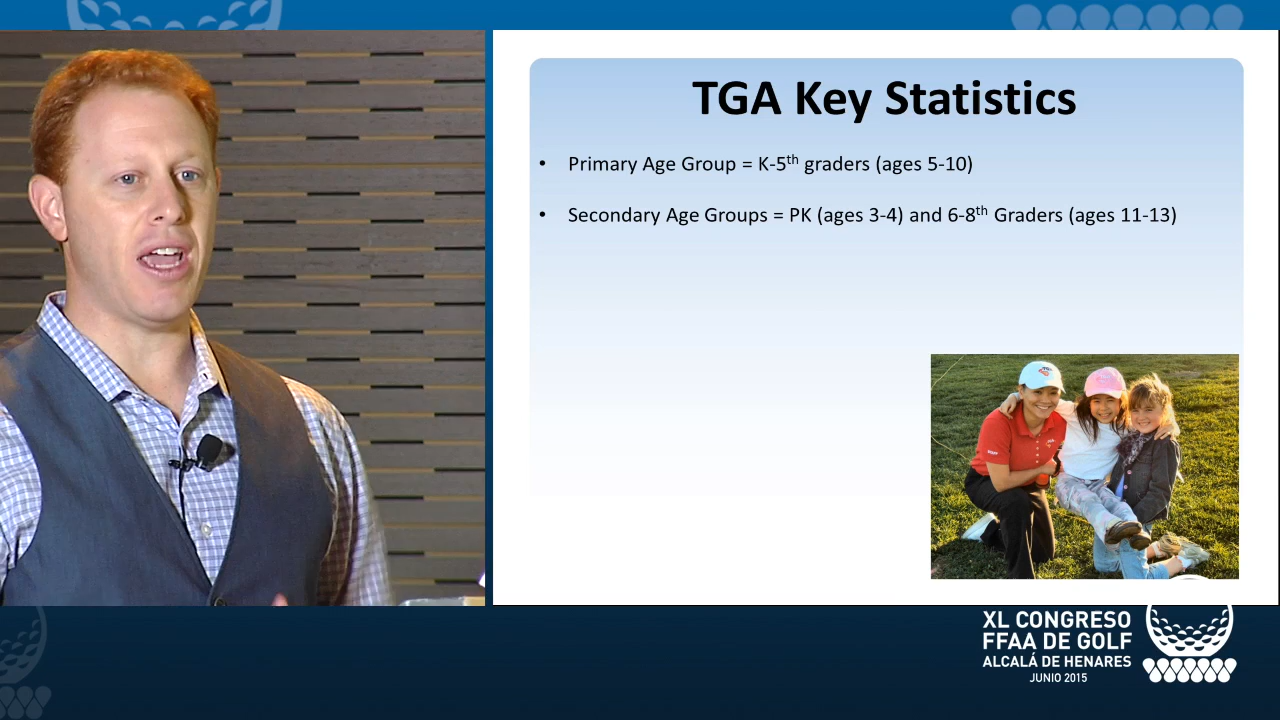 TGA Key Statistics
• Primary Age Group = K-5th graders (ages 5-10)
• Secondary Age Groups = PK (ages 3-4) and 6-8th Graders (ages 11-13)
XL CONGRESO
FFAA DE GOLF
ALCALÁ DE HENARES
JUNIO 2015